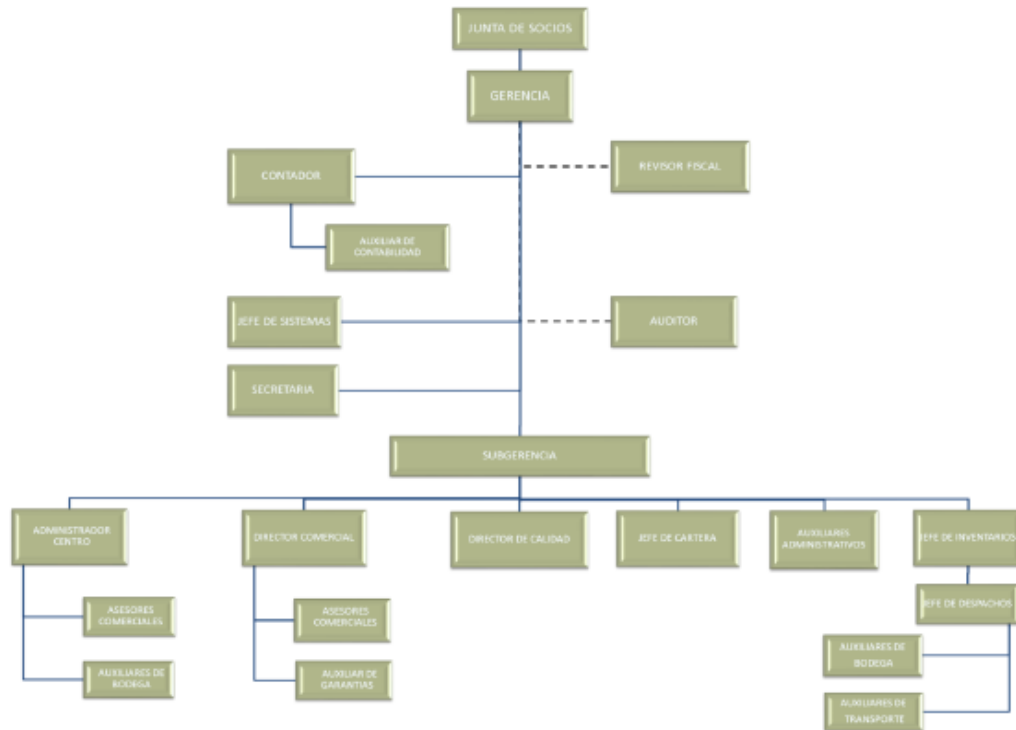 JUNTA DE SOCIOS
GERENCIA
CONTADOR
REVISOR FISCAL
AUXILIAR DE
CONTABILIDAD
JEFE DE SISTEMAS
AUDITOR
SECRETARIA
SUBGERENCIA
ADMINISTRADOR
CENTRO
DIRECTOR COMERCIAL
DIRECTOR DE CALIDAD
JEFE DE CARTERA
AUXILIARES
ADMINISTRATIVOS
JEFE DE INVENTARIOS
ASESORES
COMERCIALES
ASESORES
COMERCIALES
JEFE DE DESPACHOS
AUXILIARES DE
BODEGA
AUXILIAR DE
GARANTIAS
AUXILIARES DE
BODEGA
AUXILIARES DE
TRANSPORTE